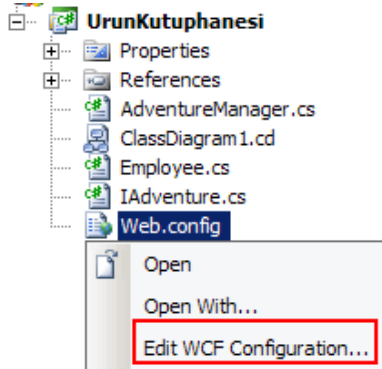 UrunKutuphanesi
Properties
References
AdventureManager.cs
ClassDiagram1.cd
Employee.cs
IAdventure.cs
Web.config
Open
Open With...
Edit WCF Configuration...